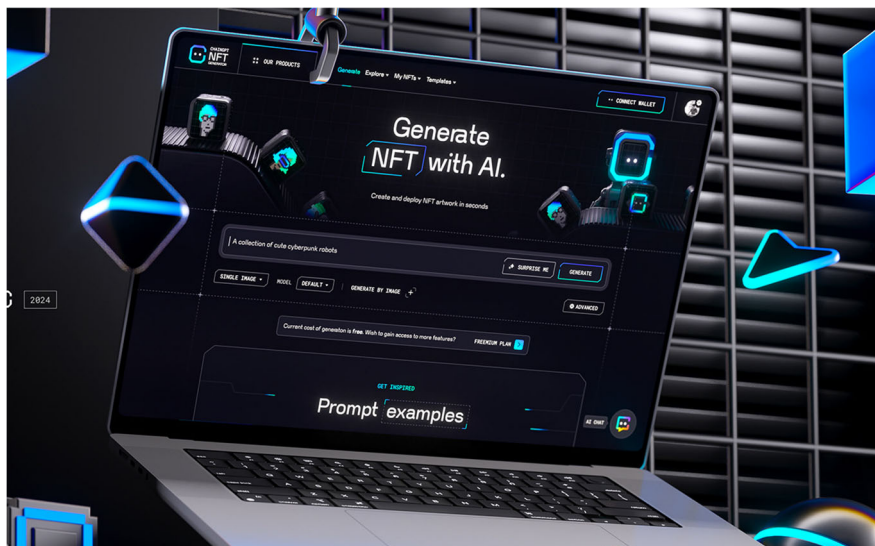 CHAINGPT
NFT
GENERATOR
OUR PRODUCTS
Generate
Explore
My NFTs
Templates
CONNECT WALLET
Generate
NFT with AI.
Create and deploy NFT artwork in seconds
A collection of cute cyberpunk robots
SURPRISE ME
GENERATE
SINGLE IMAGE
MODEL
DEFAULT
GENERATE BY IMAGE
ADVANCED
2024
Current cost of generaton is free. Wish to gain access to more features?
FREEMIUM PLAN
GET INSPIRED
Prompt examples
AI CHAT